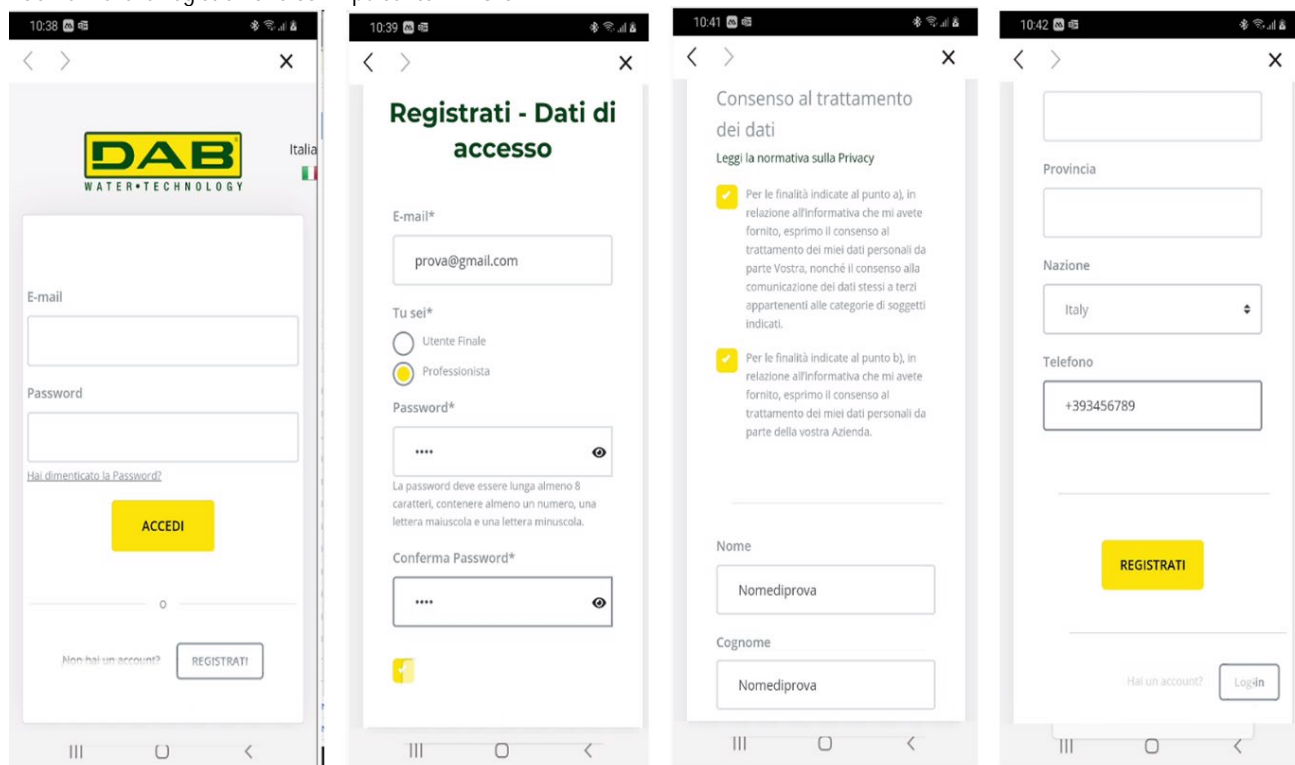 10:38
DAB
Italia
WATER•TECHNOLOGY
E-mail
Password
Hai dimenticato la Password?
ACCEDI
o
Non hai un account?
REGISTRATI
10:39
Registrati - Dati di
accesso
E-mail*
prova@gmail.com
Tu sei*
Utente Finale
Professionista
Password*
••••
La password deve essere lunga almeno 8
caratteri, contenere almeno un numero, una
lettera maiuscola e una lettera minuscola.
Conferma Password*
••••
10:41
Consenso al trattamento
dei dati
Leggi la normativa sulla Privacy
Per le finalità indicate al punto a), in
relazione all'informativa che mi avete
fornito, esprimo il consenso al
trattamento dei miei dati personali da
parte Vostra, nonché il consenso alla
comunicazione dei dati stessi a terzi
appartenenti alle categorie di soggetti
indicati.
Per le finalità indicate al punto b), in
relazione all'informativa che mi avete
fornito, esprimo il consenso al
trattamento dei miei dati personali da
parte della vostra Azienda.
Nome
Nomediprova
Cognome
Nomediprova
10:42
Provincia
Nazione
Italy
Telefono
+393456789
REGISTRATI
Hai un account?
Log-in